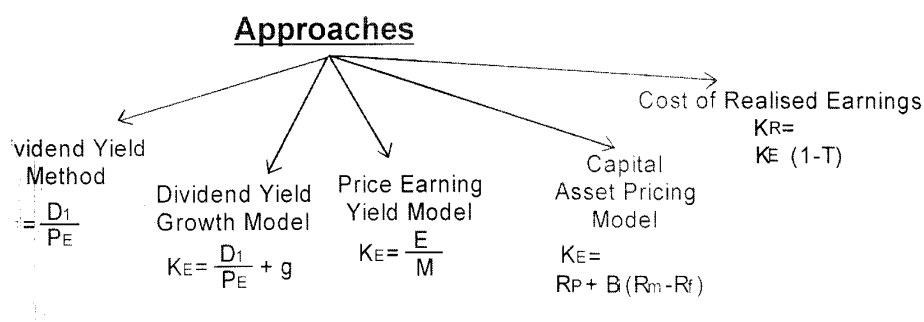 Approaches
vidend Yield
Method
= D1
PE
Dividend Yield
Growth Model
KE= D1 + g
PE
Price Earning
Yield Model
KE= E
M
Capital
Asset Pricing
Model
KE=
RP+ B(Rm-Rf)
Cost of Realised Earnings
KR=
KE (1-T)